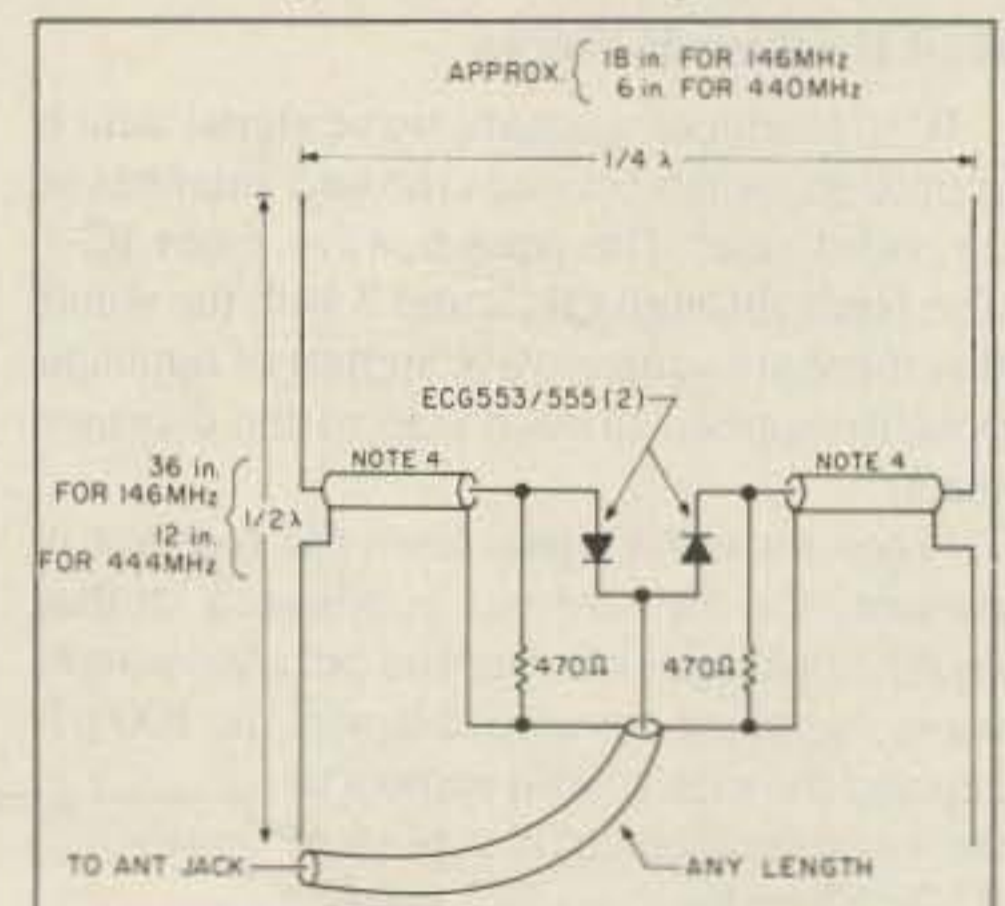 APPROX. { 18 in. FOR 146MHz
6 in. FOR 440MHz
1/4 λ
ECG553/555(2)
NOTE 4
NOTE 4
36 in.
FOR 146MHz
1/2 λ
12 in.
FOR 444MHz
470Ω
470Ω
TO ANT JACK
ANY LENGTH